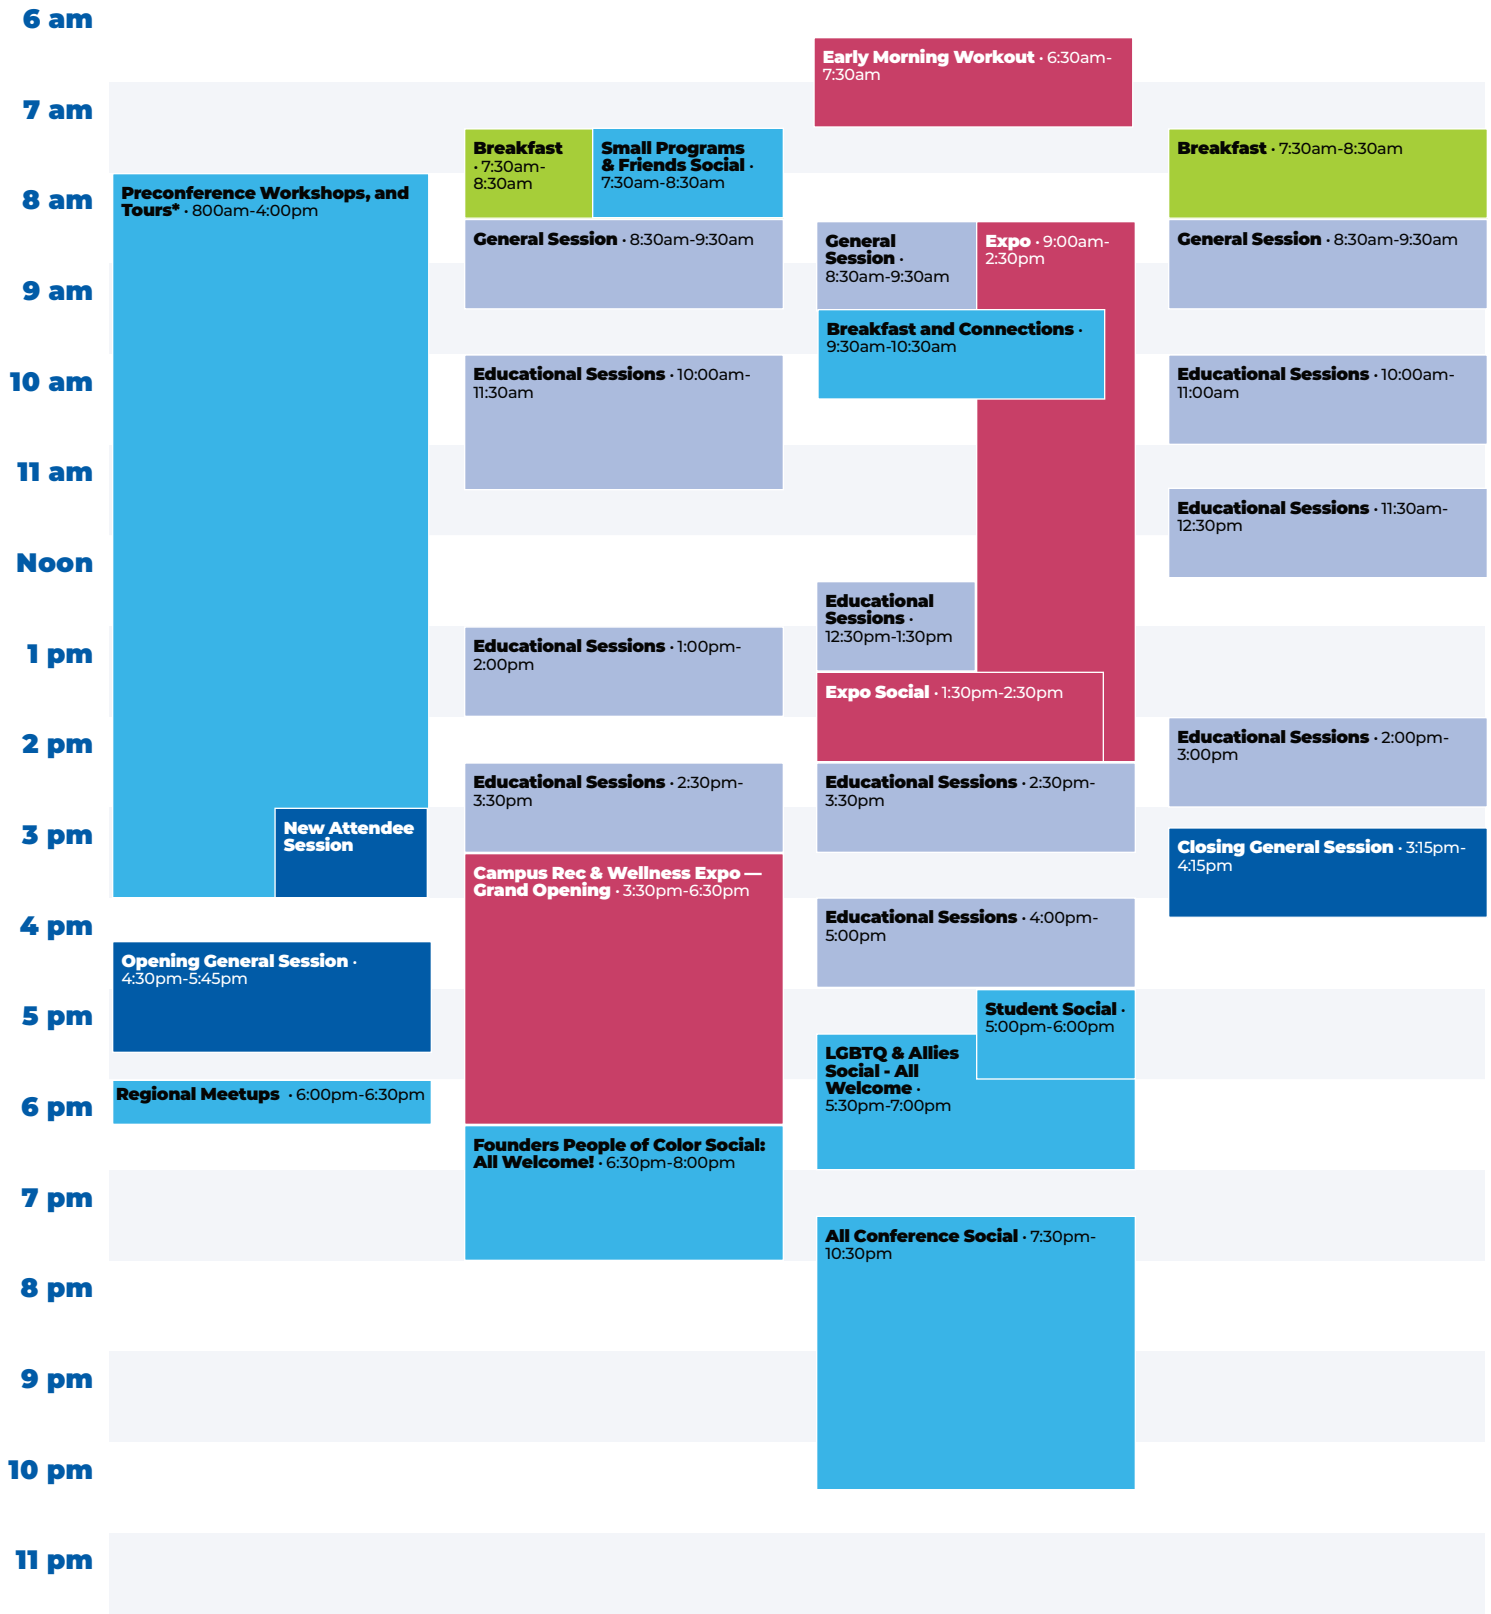 6 am
7 am
8 am
9 am
10 am
11 am
Noon
1 pm
2 pm
3 pm
4 pm
5 pm
6 pm
7 pm
8 pm
9 pm
10 pm
11 pm
Preconference Workshops, and
Tours* · 800am-4:00pm
New Attendee
Session
Opening General Session ·
4:30pm-5:45pm
Regional Meetups · 6:00pm-6:30pm
Breakfast
· 7:30am-
8:30am
Small Programs
& Friends Social ·
7:30am-8:30am
General Session · 8:30am-9:30am
Educational Sessions · 10:00am-
11:30am
Educational Sessions · 1:00pm-
2:00pm
Educational Sessions · 2:30pm-
3:30pm
Campus Rec & Wellness Expo —
Grand Opening · 3:30pm-6:30pm
Founders People of Color Social:
All Welcome! · 6:30pm-8:00pm
Early Morning Workout · 6:30am-
7:30am
General
Session ·
8:30am-9:30am
Expo · 9:00am-
2:30pm
Breakfast and Connections ·
9:30am-10:30am
Educational
Sessions ·
12:30pm-1:30pm
Expo Social · 1:30pm-2:30pm
Educational Sessions · 2:30pm-
3:30pm
Educational Sessions · 4:00pm-
5:00pm
Student Social ·
5:00pm-6:00pm
LGBTQ & Allies
Social - All
Welcome ·
5:30pm-7:00pm
All Conference Social · 7:30pm-
10:30pm
Breakfast · 7:30am-8:30am
General Session · 8:30am-9:30am
Educational Sessions · 10:00am-
11:00am
Educational Sessions · 11:30am-
12:30pm
Educational Sessions · 2:00pm-
3:00pm
Closing General Session · 3:15pm-
4:15pm